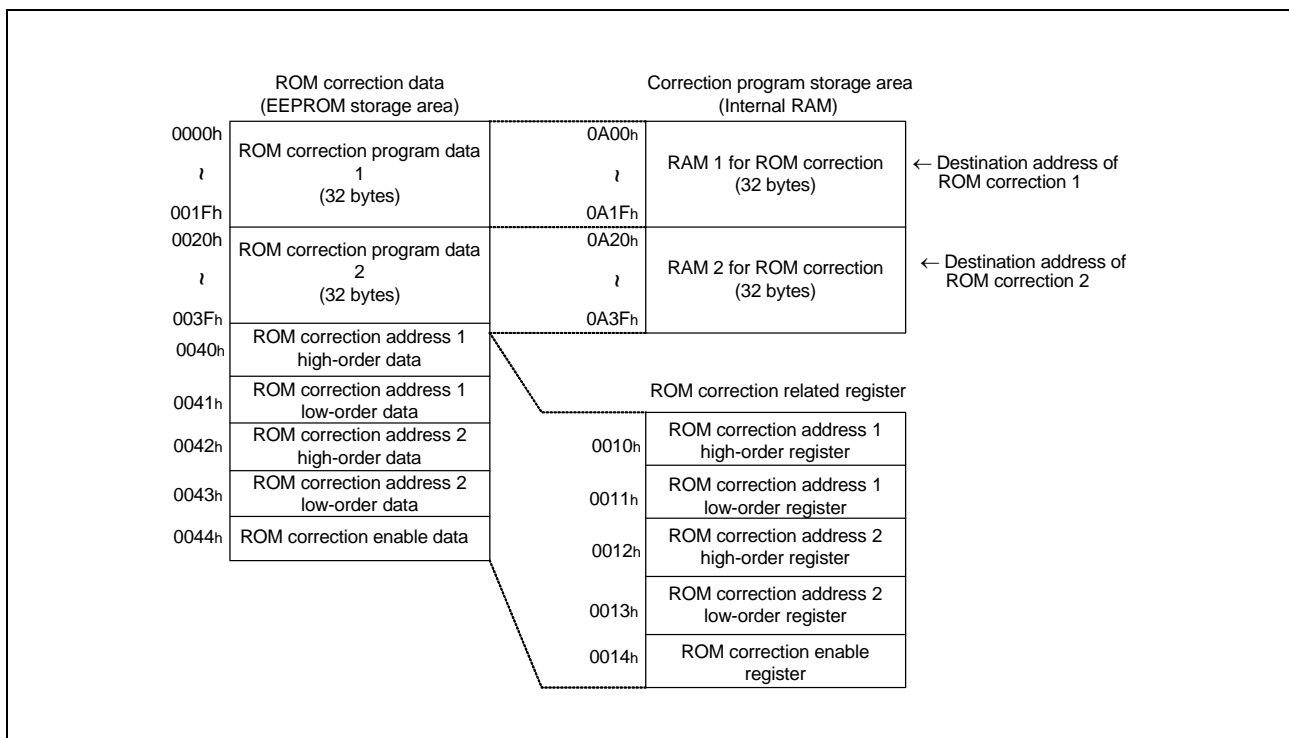 ROM correction data
(EEPROM storage area)
0000h
≀
001Fh
ROM correction program data
1
(32 bytes)
0020h
≀
003Fh
ROM correction program data
2
(32 bytes)
0040h
ROM correction address 1
high-order data
0041h
ROM correction address 1
low-order data
0042h
ROM correction address 2
high-order data
0043h
ROM correction address 2
low-order data
0044h
ROM correction enable data
Correction program storage area
(Internal RAM)
0A00h
≀
0A1Fh
RAM 1 for ROM correction
(32 bytes)
← Destination address of
ROM correction 1
0A20h
≀
0A3Fh
RAM 2 for ROM correction
(32 bytes)
← Destination address of
ROM correction 2
ROM correction related register
0010h
ROM correction address 1
high-order register
0011h
ROM correction address 1
low-order register
0012h
ROM correction address 2
high-order register
0013h
ROM correction address 2
low-order register
0014h
ROM correction enable
register